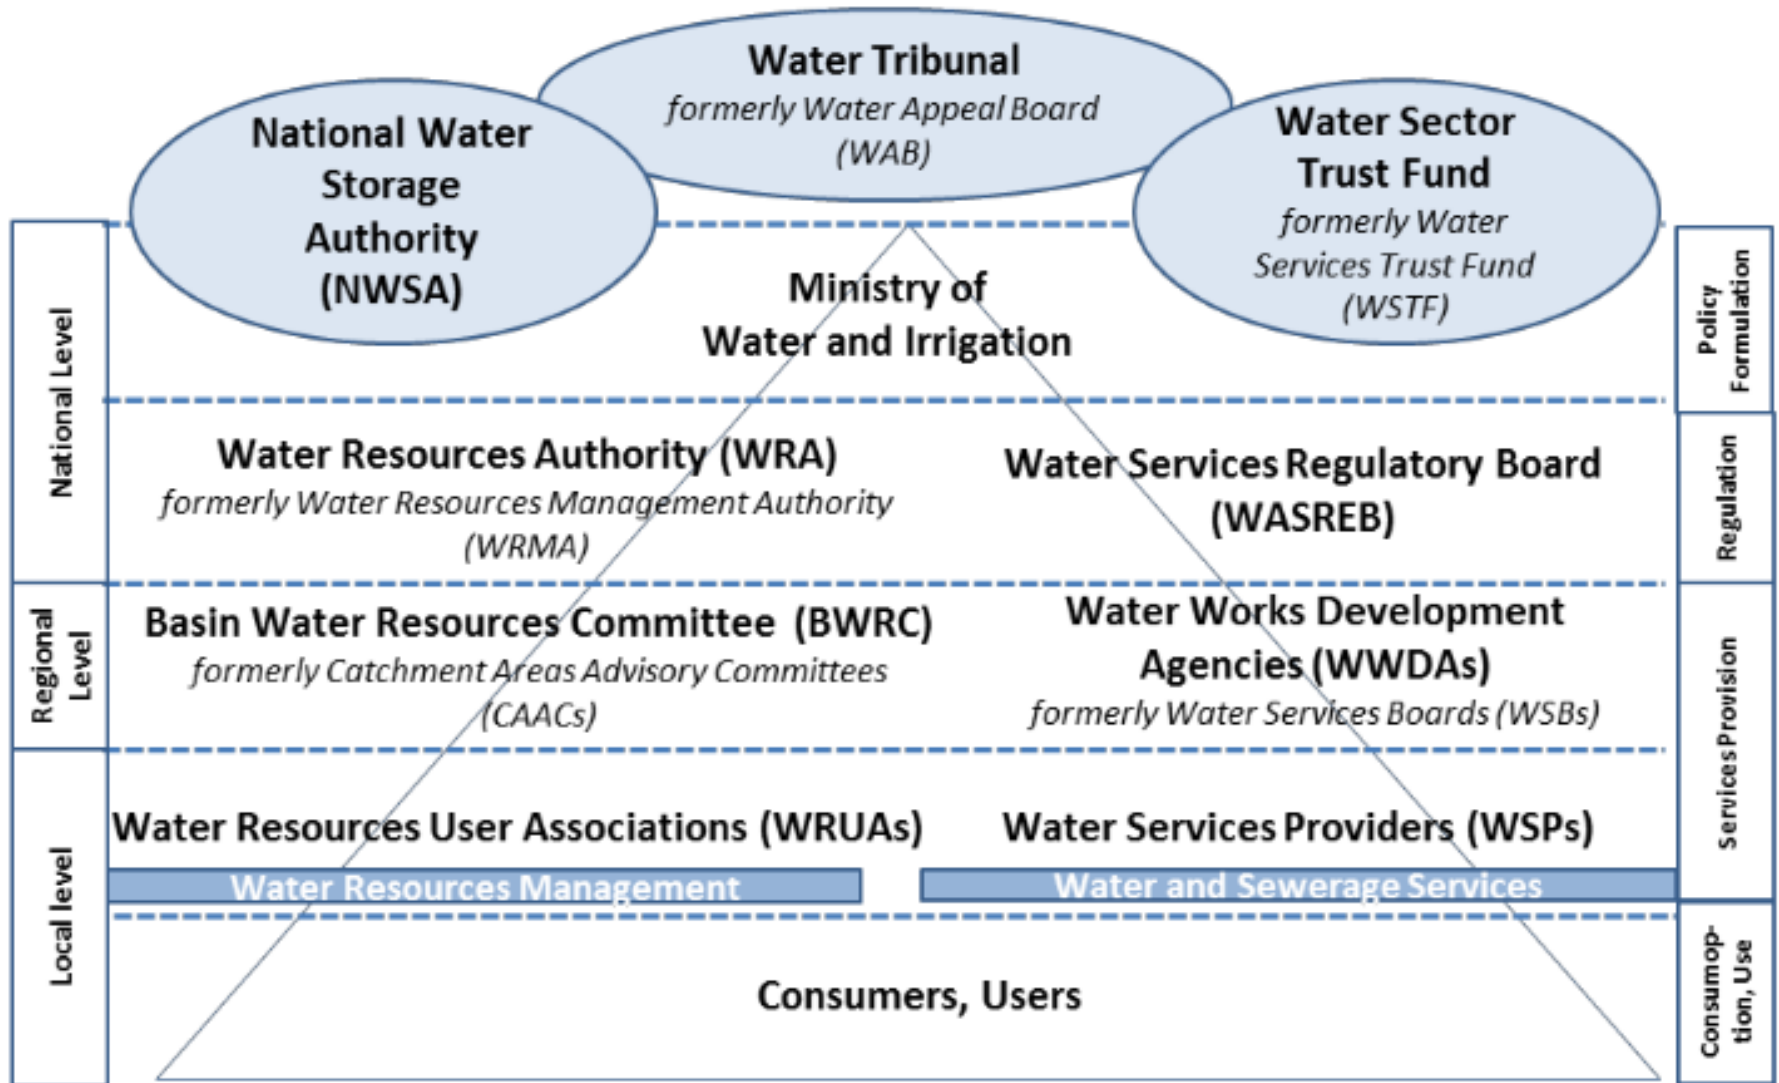 Water Tribunal
formerly Water Appeal Board
(WAB)
National Water
Storage
Authority
(NWSA)
Water Sector
Trust Fund
formerly Water
Services Trust Fund
(WSTF)
National Level
Ministry of
Water and Irrigation
Policy
Formulation
Water Resources Authority (WRA)
formerly Water Resources Management Authority
(WRMA)
Water Services Regulatory Board
(WASREB)
Regulation
Regional
Level
Basin Water Resources Committee (BWRC)
formerly Catchment Areas Advisory Committees
(CAACs)
Water Works Development
Agencies (WWDAs)
formerly Water Services Boards (WSBs)
Services Provision
Local level
Water Resources User Associations (WRUAs)
Water Services Providers (WSPs)
Water Resources Management
Water and Sewerage Services
Consumers, Users
Consumop-
tion, Use